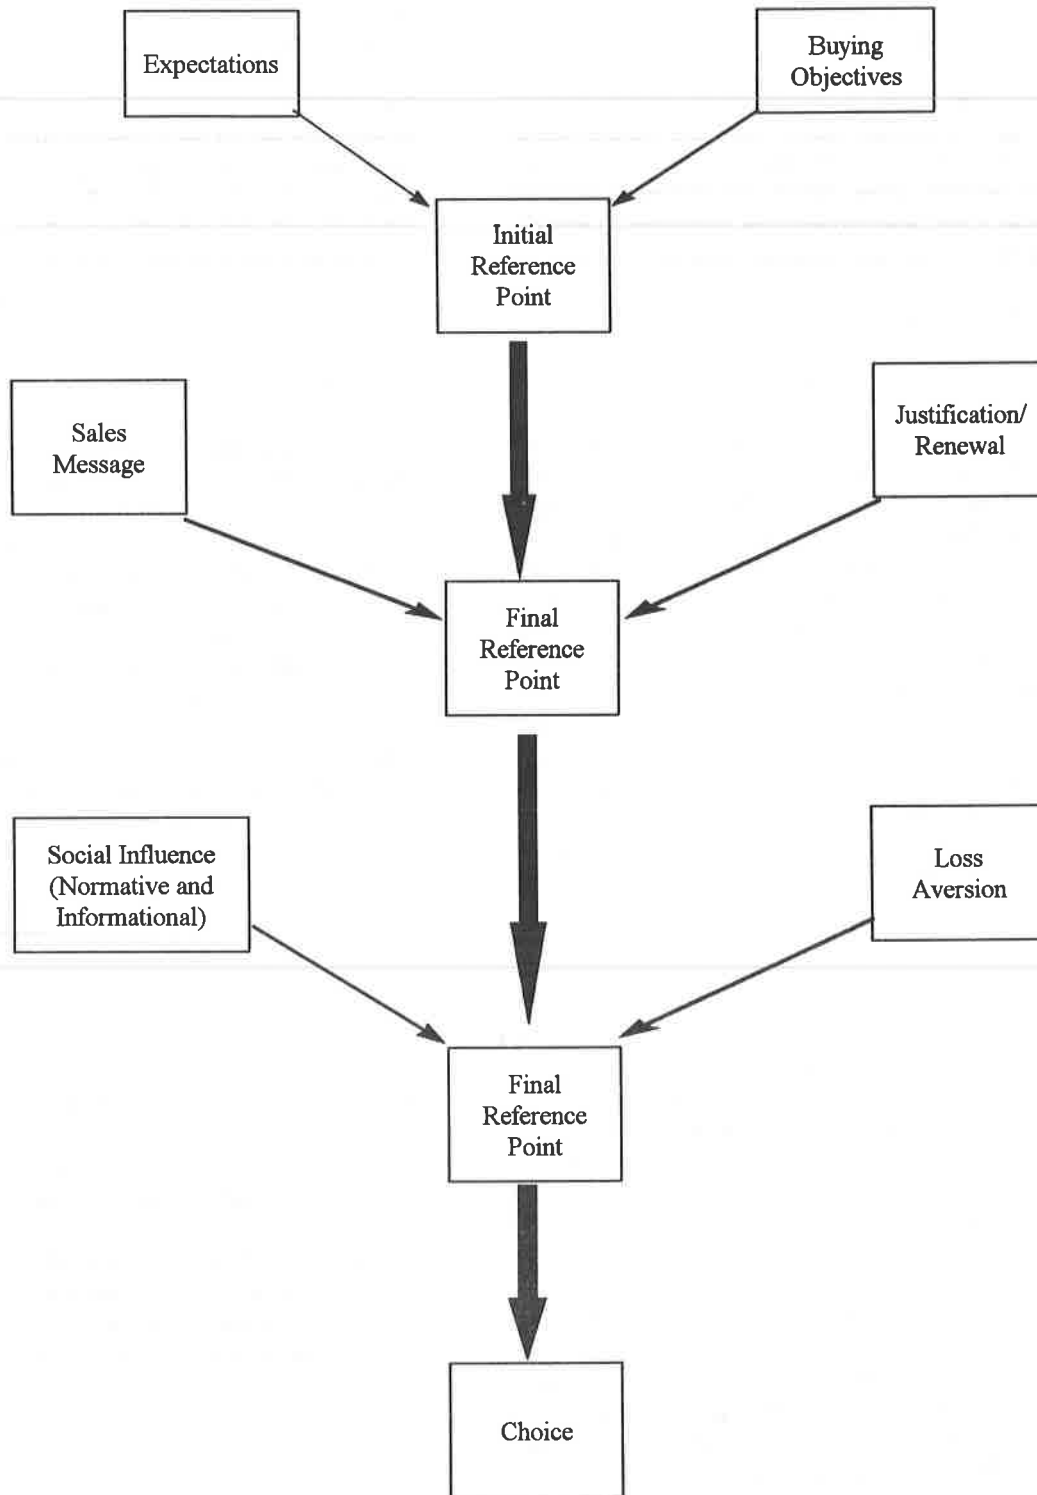 Expectations
Buying
Objectives
Initial
Reference
Point
Sales
Message
Justification/
Renewal
Final
Reference
Point
Social Influence
(Normative and
Informational)
Loss
Aversion
Final
Reference
Point
Choice